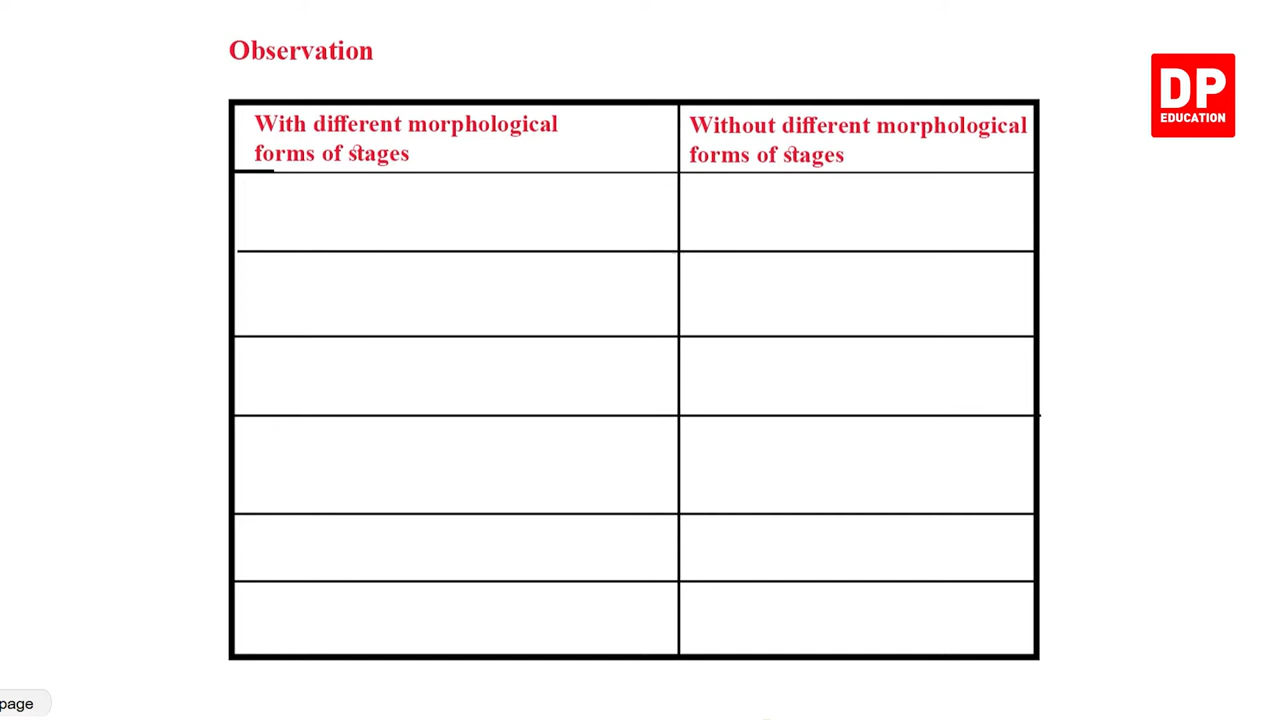 Observation
DP
EDUCATION
With different morphological
forms of stages
Without different morphological
forms of stages
page